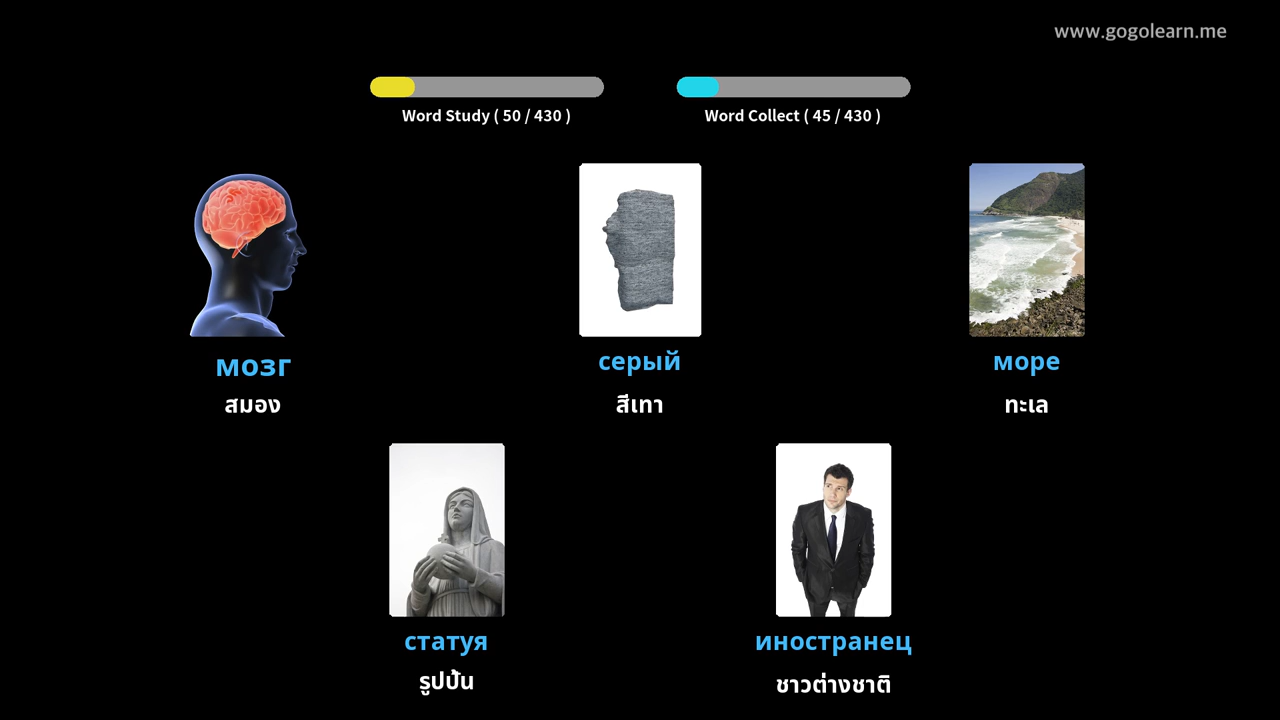 www.gogolearn.me
Word Study ( 50 / 430 )
Word Collect ( 45 / 430 )
мозг
серый
море
สมอง
สีเทา
ทะเล
статуя
иностранец
รูปปั้น
ชาวต่างชาติ